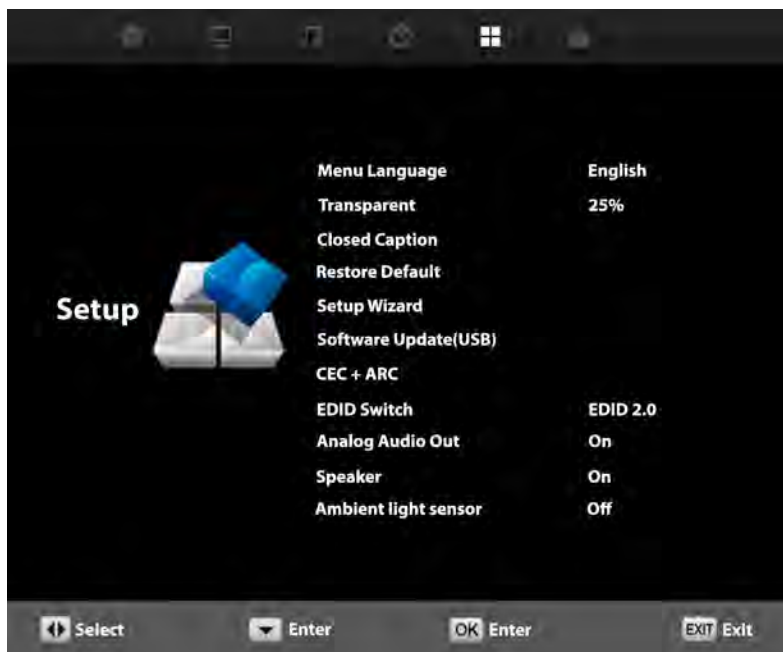 Menu Language English
Transparent 25%
Closed Caption
Restore Default
Setup
Setup Wizard
Software Update(USB)
CEC + ARC
EDID Switch EDID 2.0
Analog Audio Out On
Speaker On
Ambient light sensor Off
Select Enter OK Enter EXIT Exit